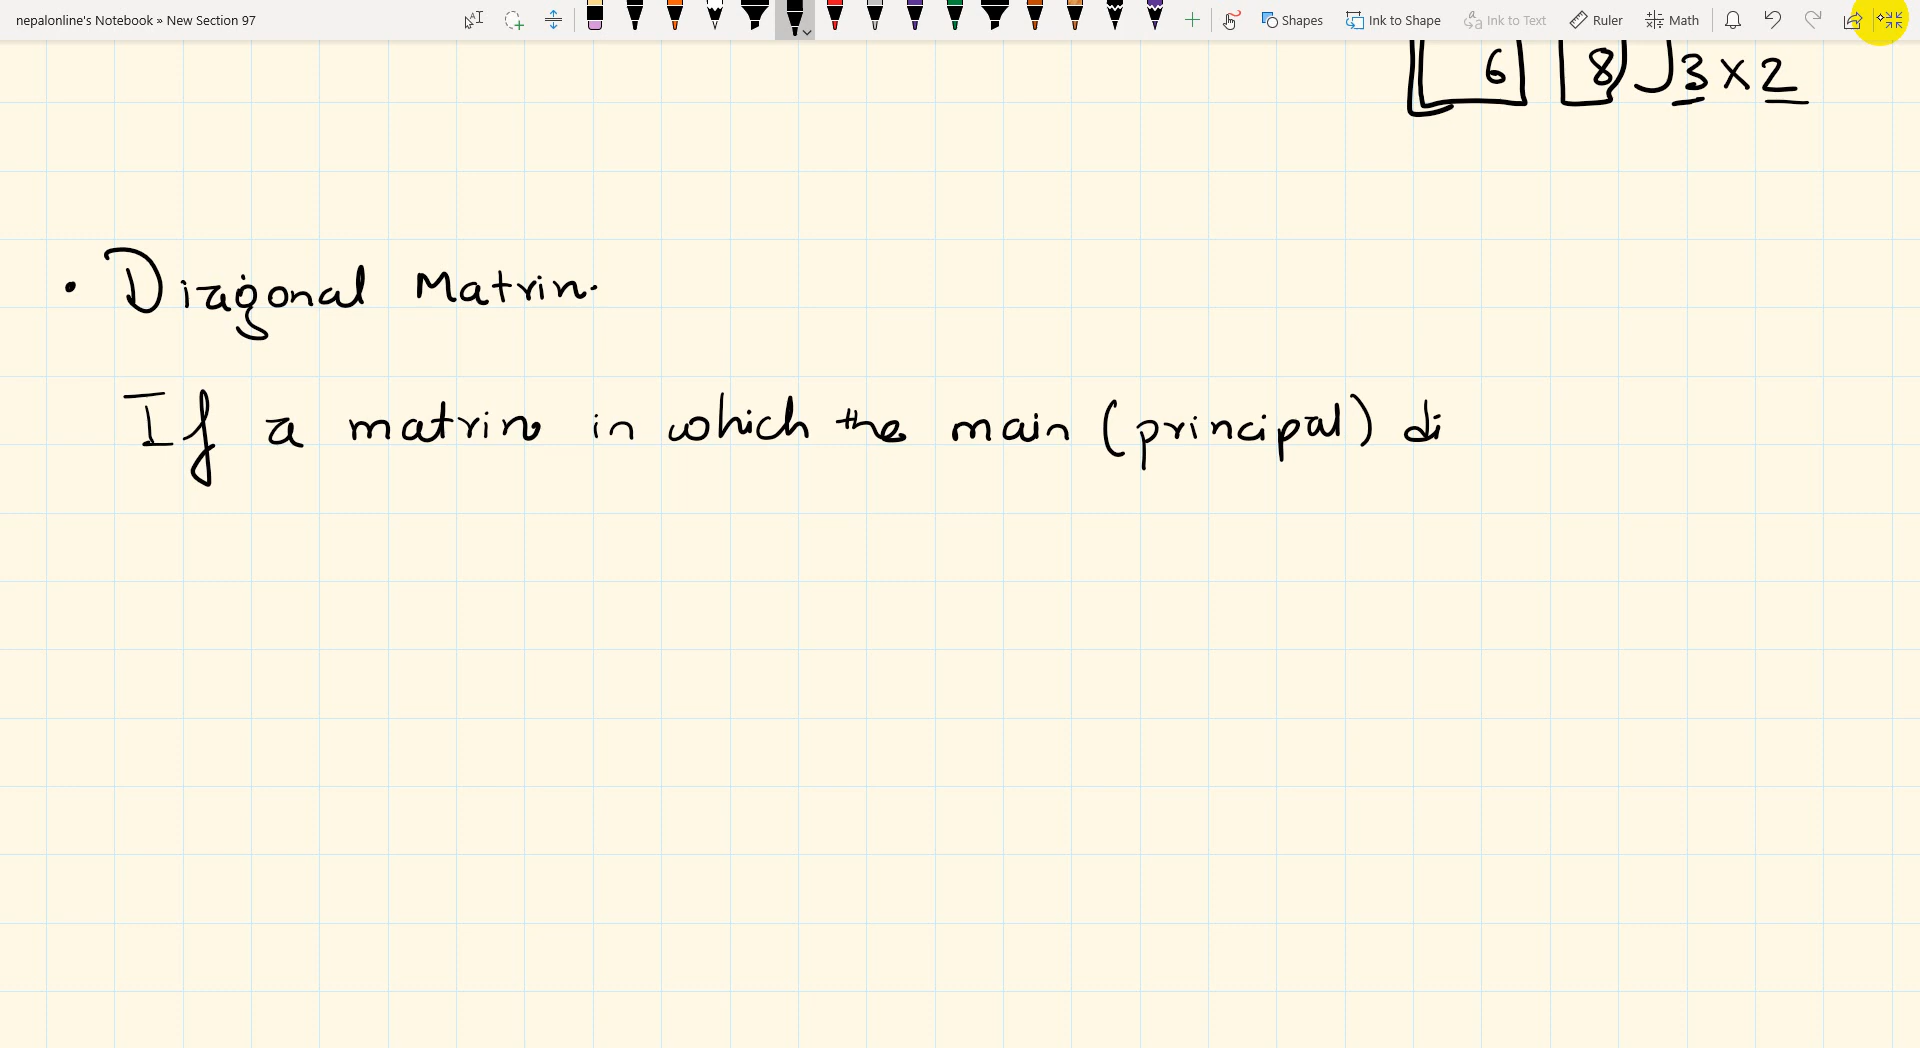 nepalonline's Notebook » New Section 97
Shapes Ink to Shape Ink to Text Ruler Math
6 8 3 x 2
• Diagonal Matrix.
If a matrix in which the main (principal) di